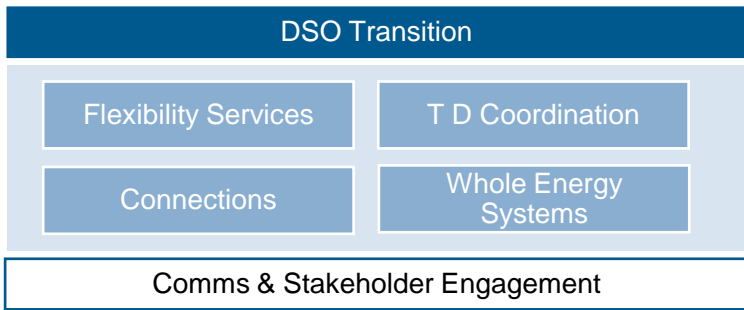 DSO Transition
Flexibility Services
T D Coordination
Connections
Whole Energy
Systems
Comms & Stakeholder Engagement